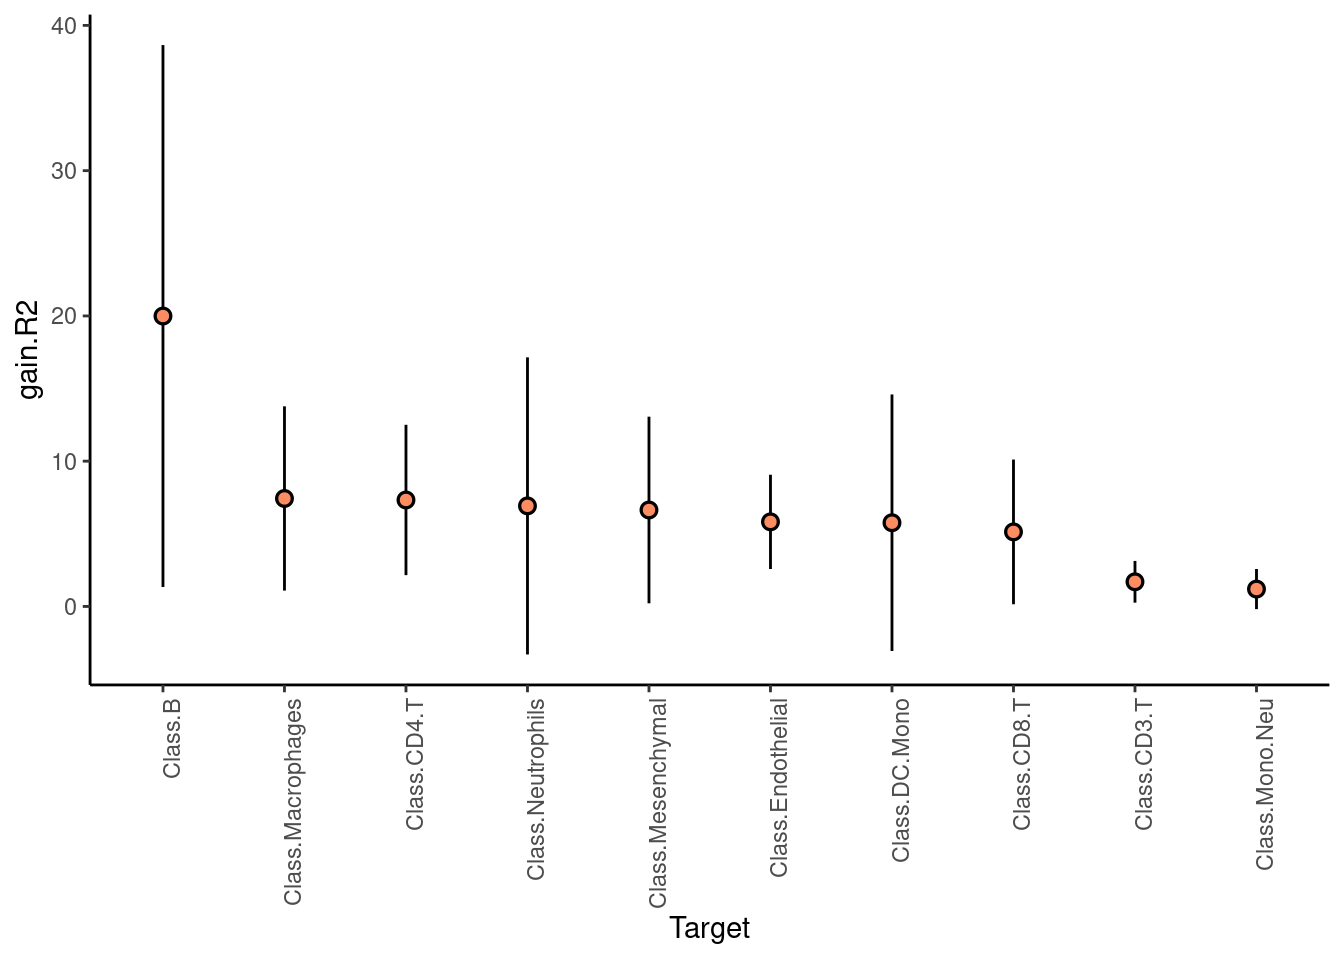 40
30
20
10
0
gain.R2
Class.B
Class.Macrophages
Class.CD4.T
Class.Neutrophils
Class.Mesenchymal
Class.Endothelial
Class.DC.Mono
Class.CD8.T
Class.CD3.T
Class.Mono.Neu
Target